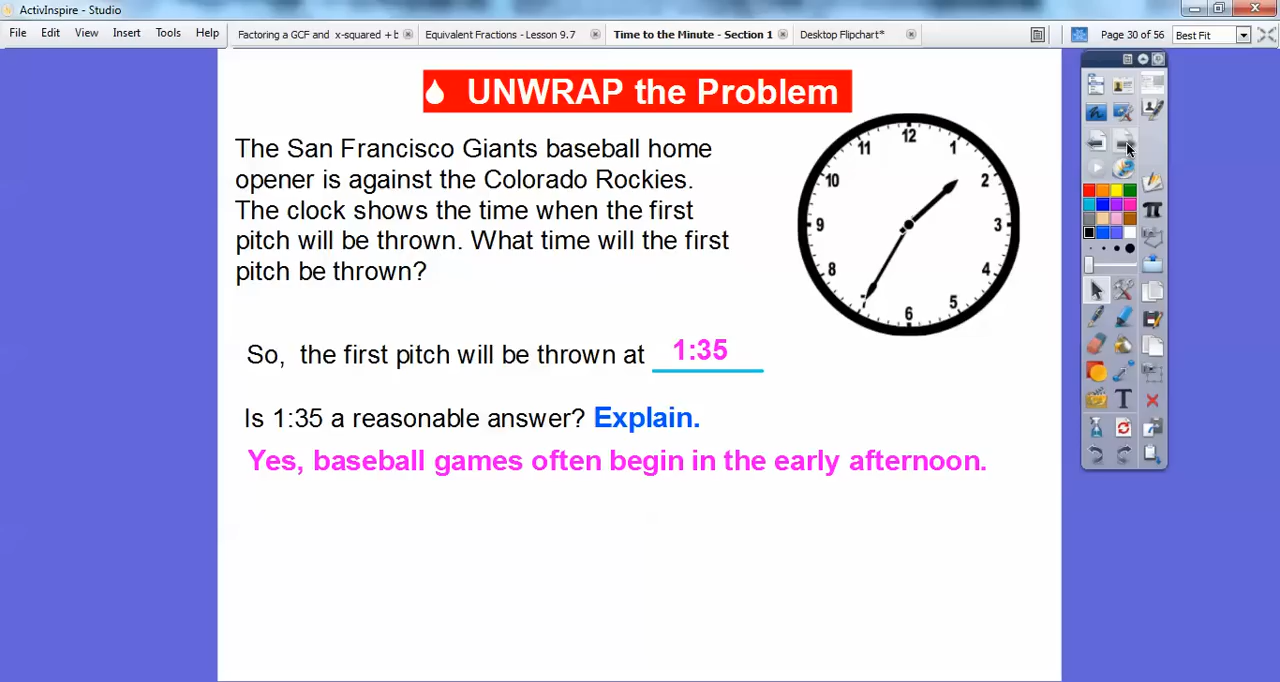 ActivInspire - Studio
File Edit View Insert Tools Help
Factoring a GCF and x-squared + b
Equivalent Fractions - Lesson 9.7
Time to the Minute - Section 1
Desktop Flipchart*
Page 30 of 56
Best Fit
UNWRAP the Problem
The San Francisco Giants baseball home
opener is against the Colorado Rockies.
The clock shows the time when the first
pitch will be thrown. What time will the first
pitch be thrown?
12
11 1
10 2
9 3
8 4
7 5
6
So, the first pitch will be thrown at 1:35
Is 1:35 a reasonable answer? Explain.
Yes, baseball games often begin in the early afternoon.